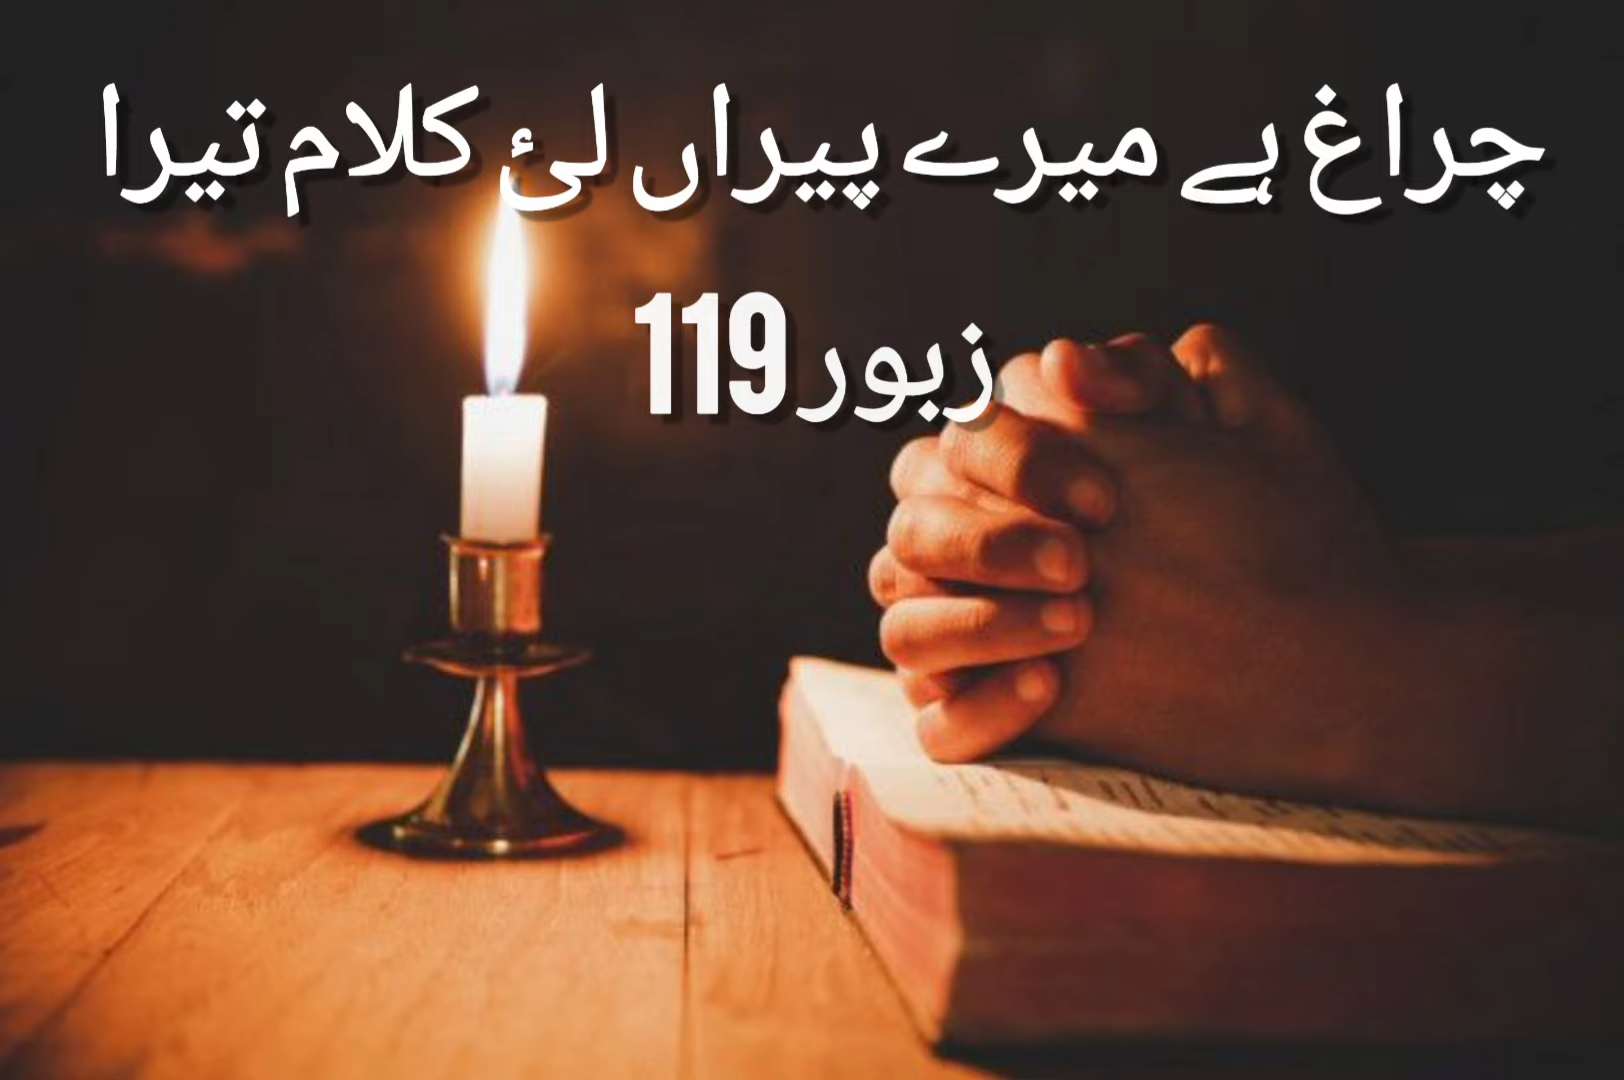 چراغ ہے میرے پیراں لئ کلام تیرا
زبور 119